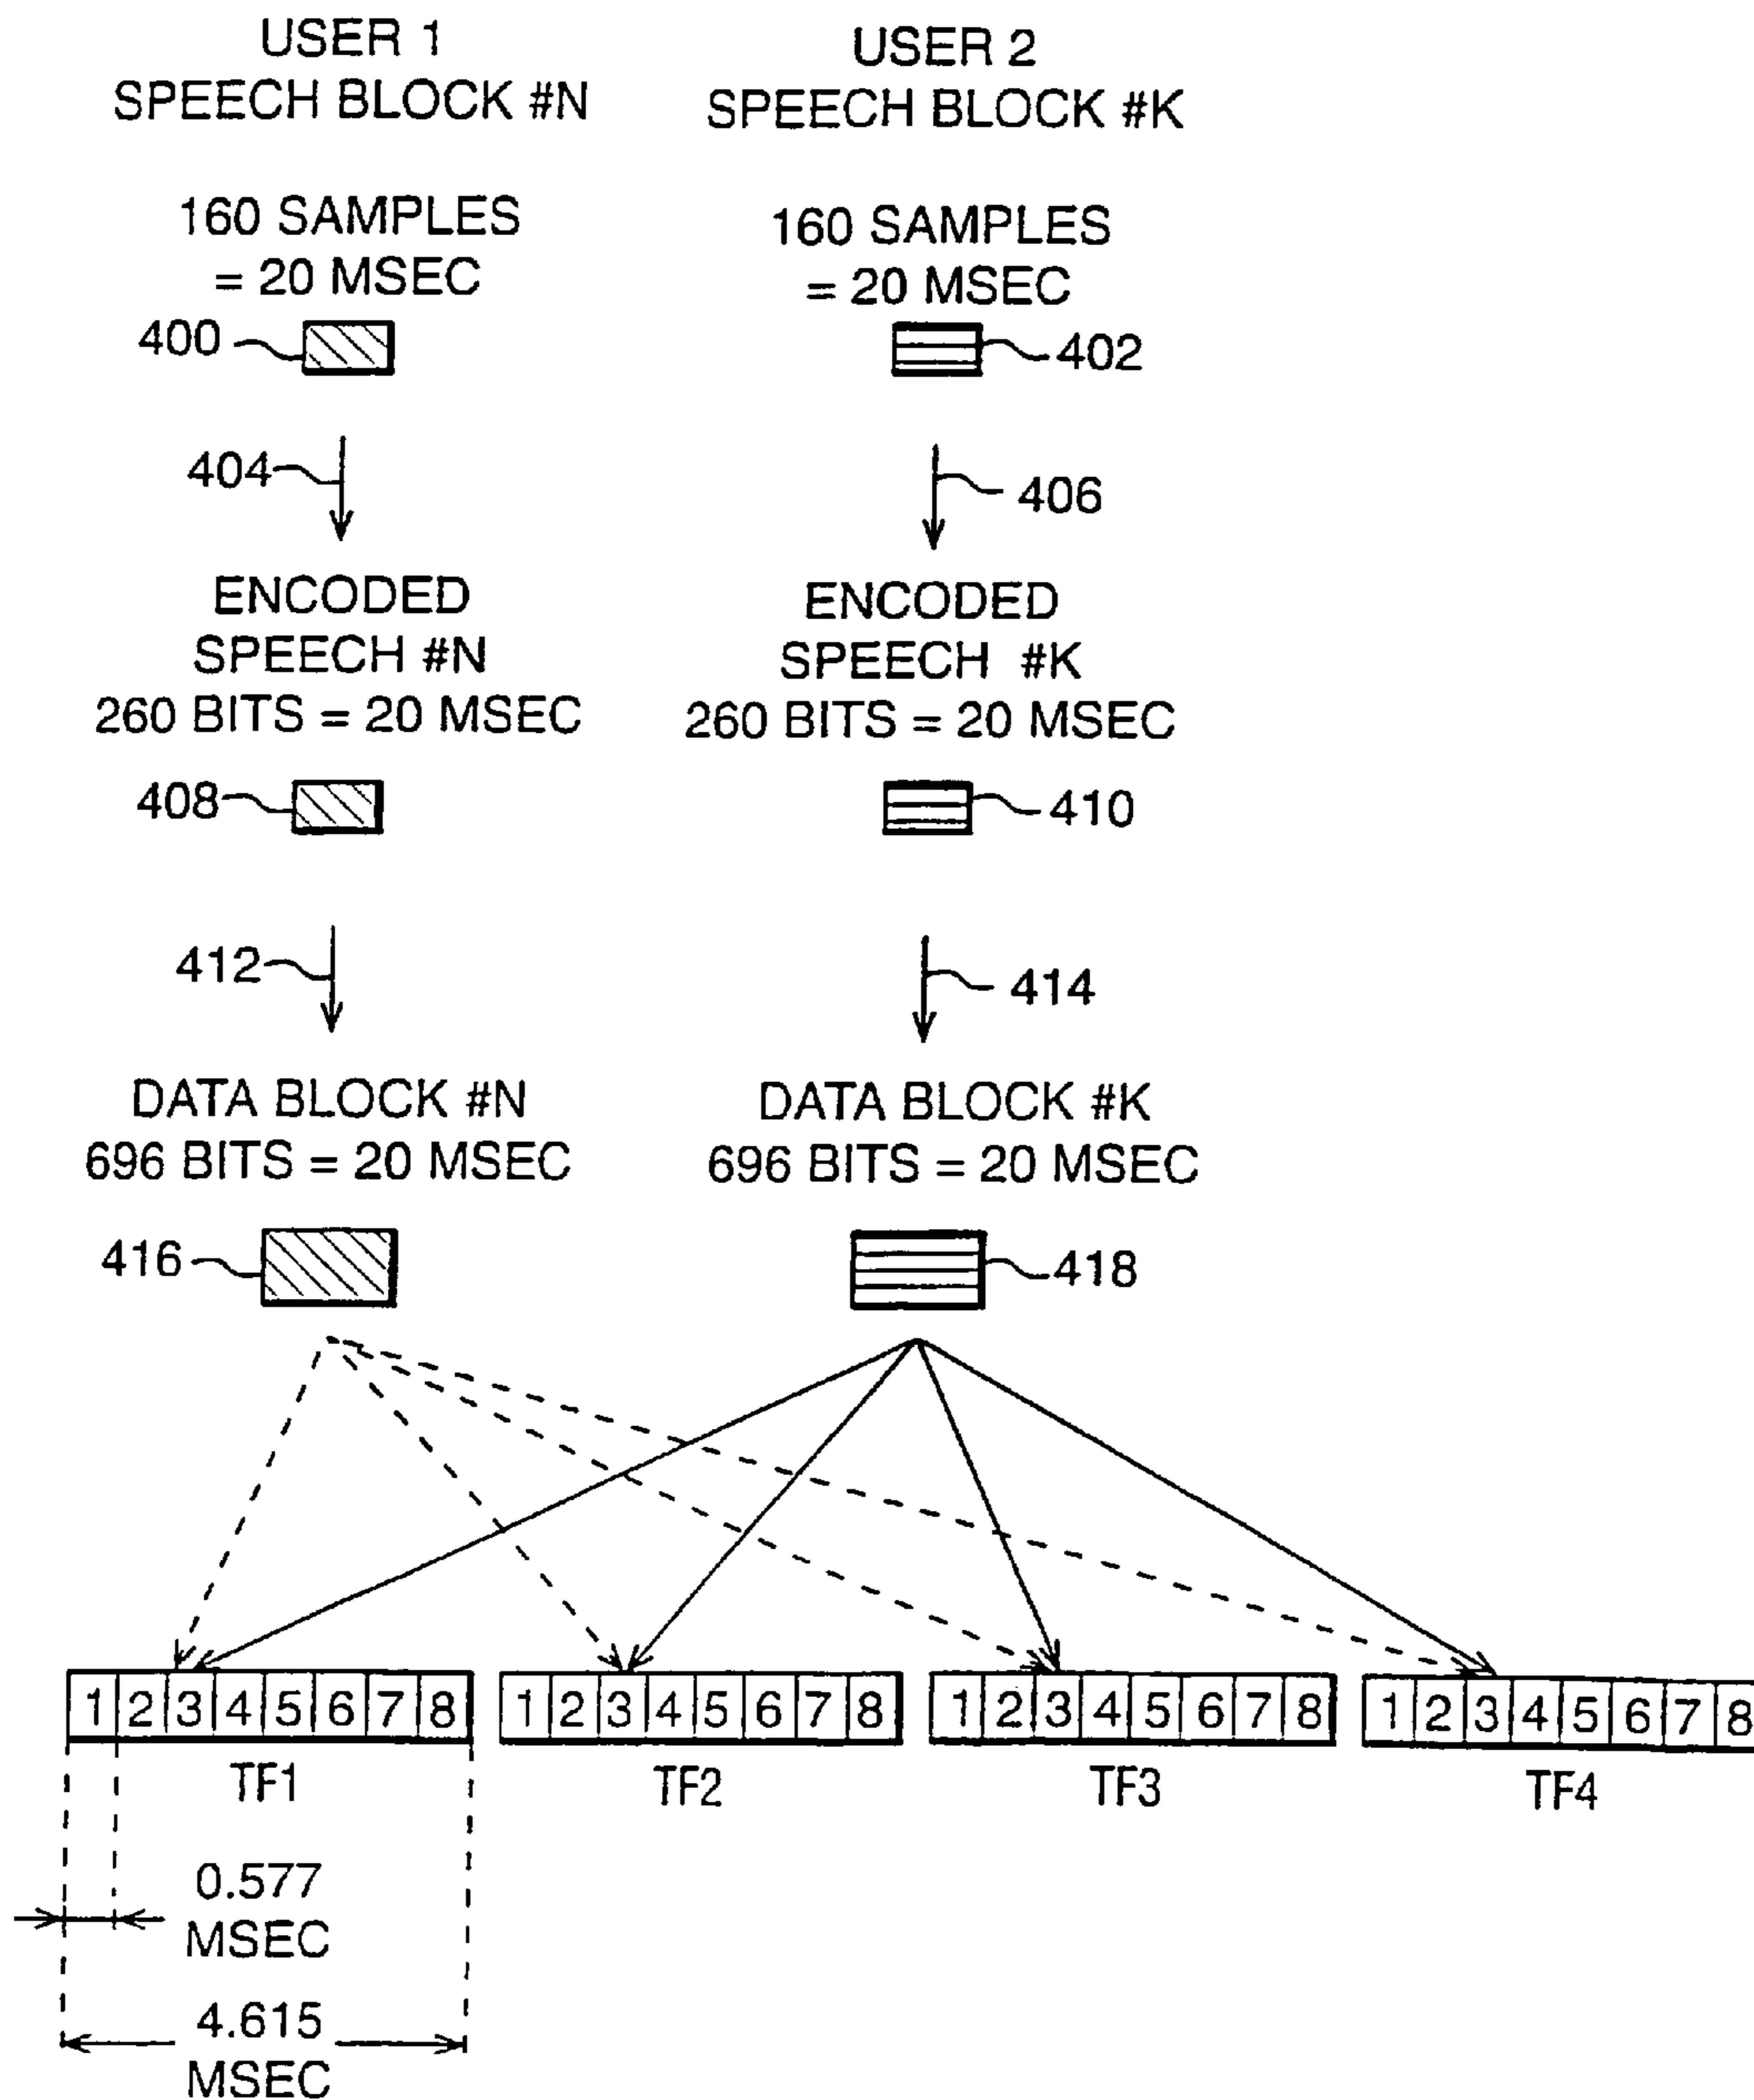 USER 1
SPEECH BLOCK #N
USER 2
SPEECH BLOCK #K
160 SAMPLES
= 20 MSEC
160 SAMPLES
= 20 MSEC
400
402
404
406
ENCODED
SPEECH #N
260 BITS = 20 MSEC
ENCODED
SPEECH #K
260 BITS = 20 MSEC
408
410
412
414
DATA BLOCK #N
696 BITS = 20 MSEC
DATA BLOCK #K
696 BITS = 20 MSEC
416
418
1 2 3 4 5 6 7 8
1 2 3 4 5 6 7 8
1 2 3 4 5 6 7 8
1 2 3 4 5 6 7 8
TF1
TF2
TF3
TF4
0.577
MSEC
4.615
MSEC